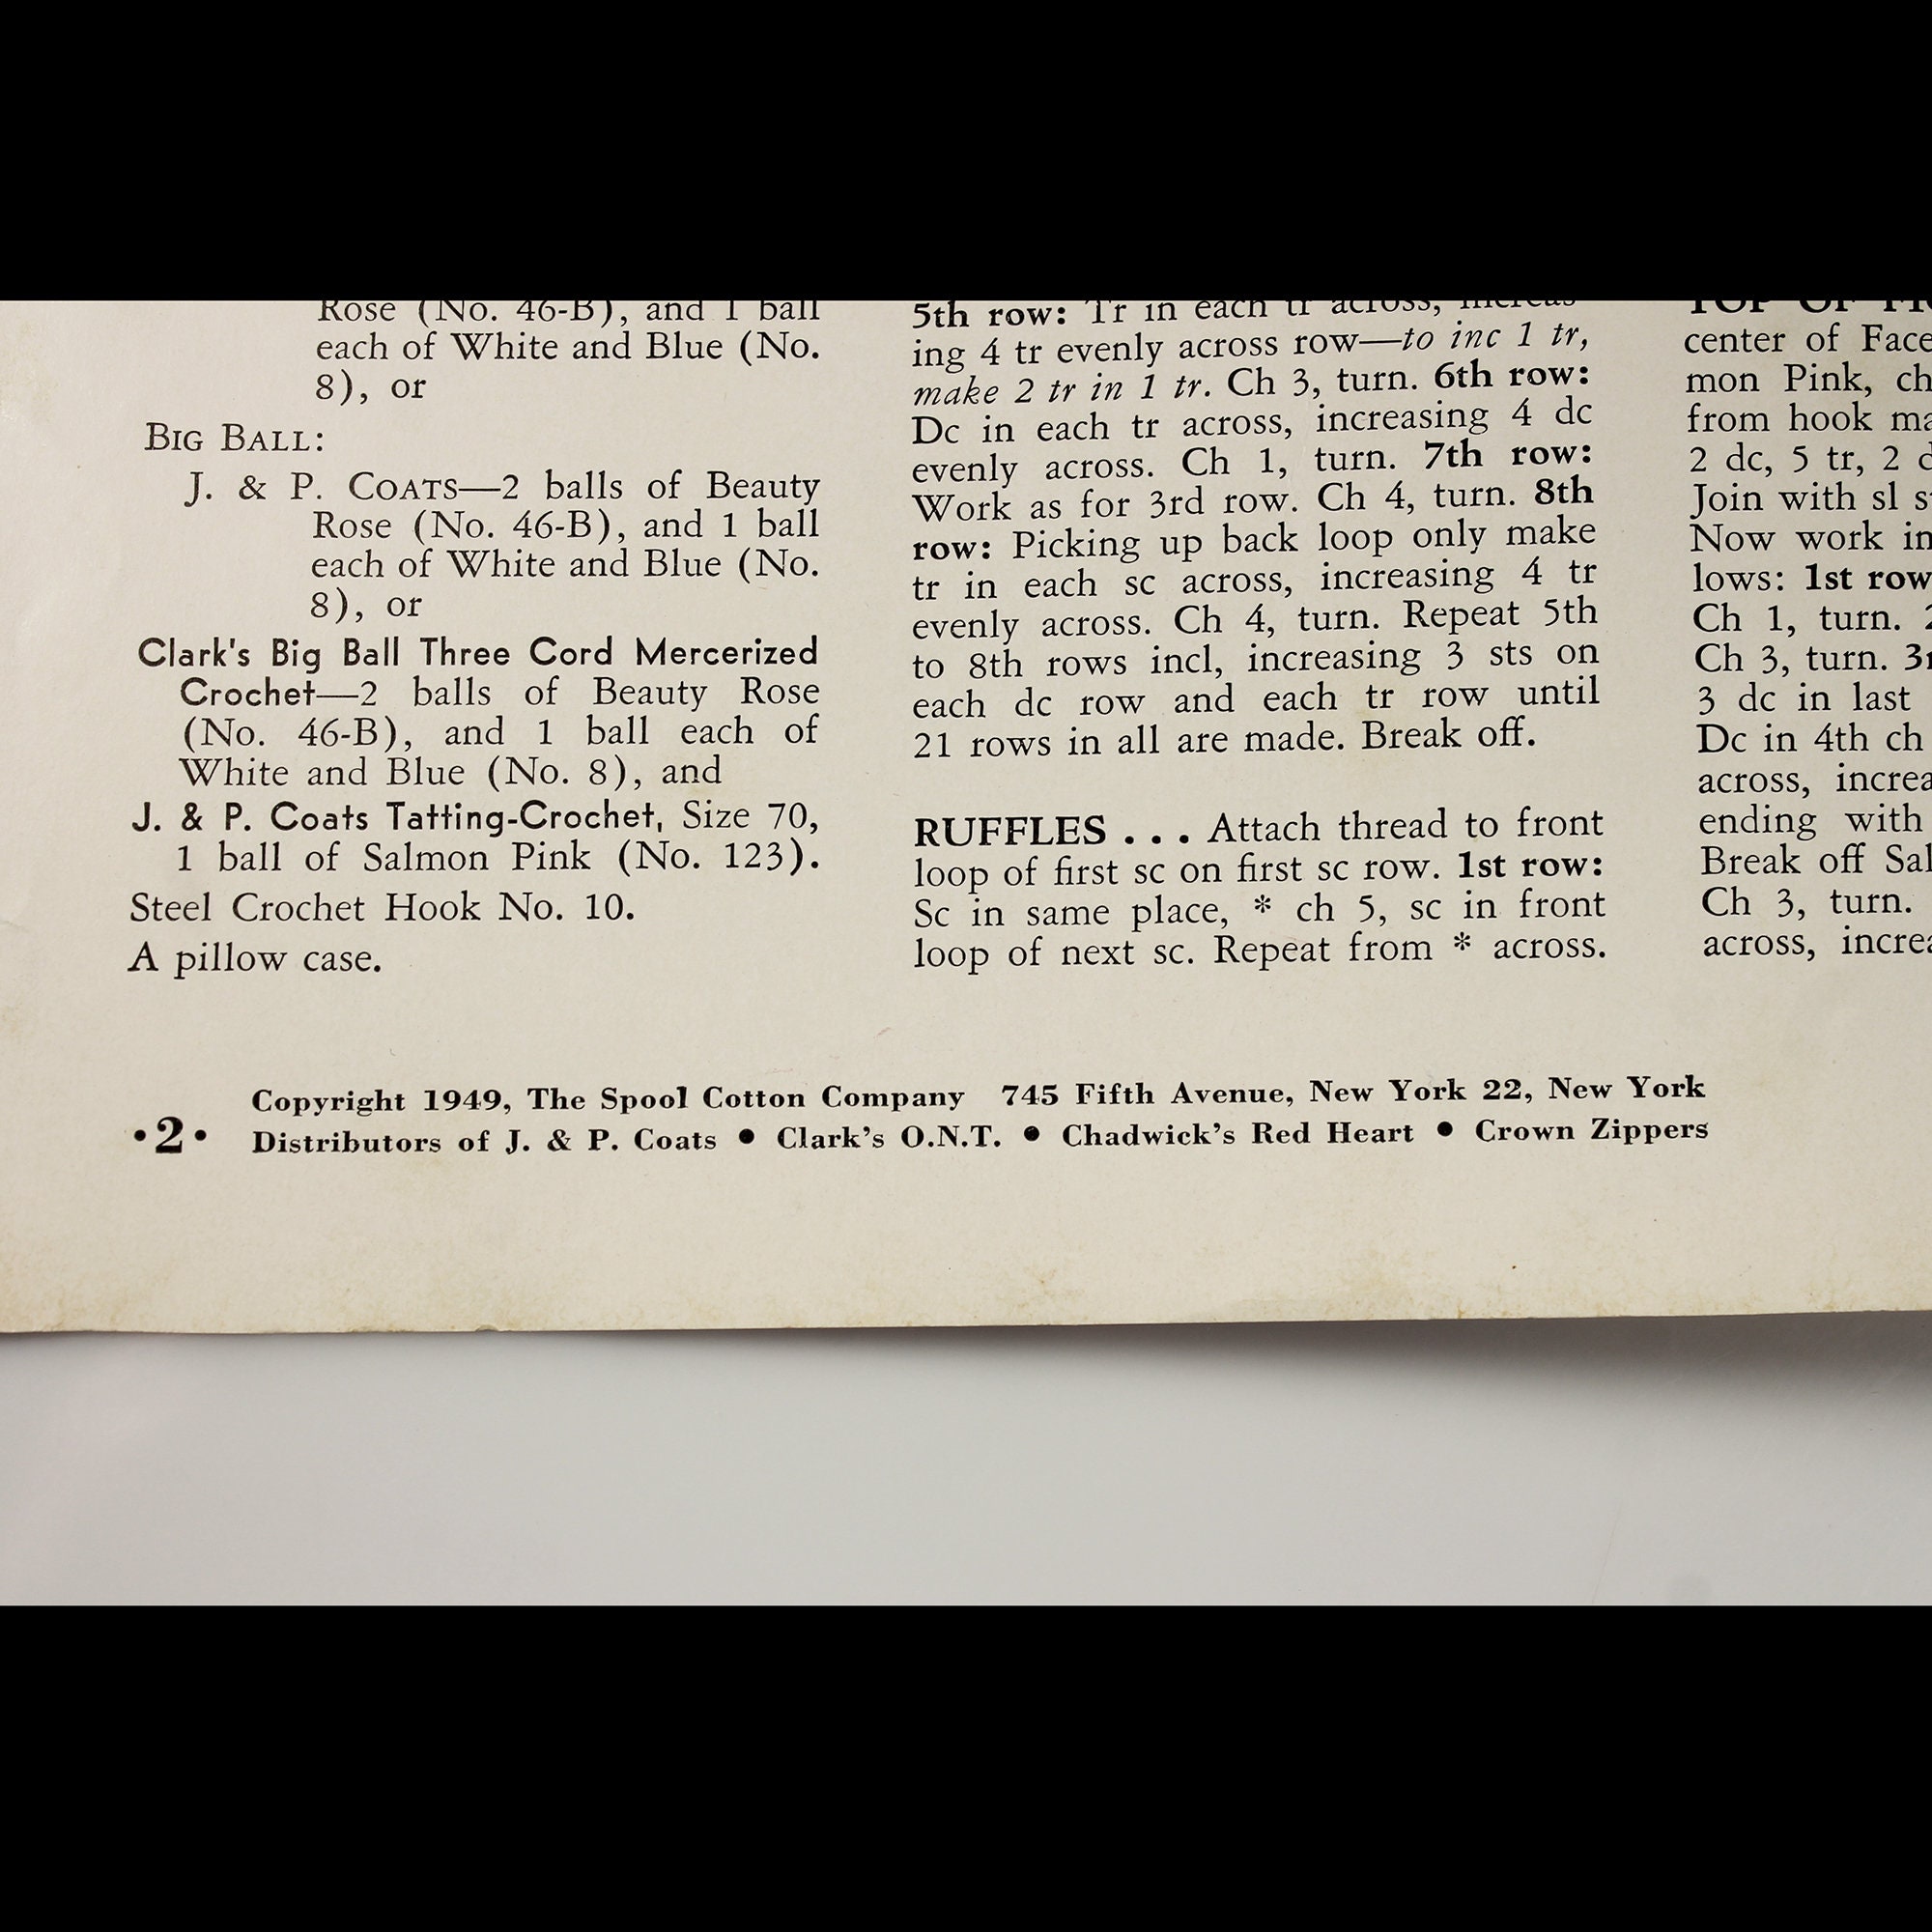 Rose (No. 46-B), and 1 ball
each of White and Blue (No.
8), or
BIG BALL:
J. & P. COATS—2 balls of Beauty
Rose (No. 46-B), and 1 ball
each of White and Blue (No.
8), or
Clark's Big Ball Three Cord Mercerized
Crochet—2 balls of Beauty Rose
(No. 46-B), and 1 ball each of
White and Blue (No. 8), and
J. & P. Coats Tatting-Crochet, Size 70,
1 ball of Salmon Pink (No. 123).
Steel Crochet Hook No. 10.
A pillow case.
5th row: Tr in each tr across, increas
ing 4 tr evenly across row—to inc 1 tr,
make 2 tr in 1 tr. Ch 3, turn. 6th row:
Dc in each tr across, increasing 4 dc
evenly across. Ch 1, turn. 7th row:
Work as for 3rd row. Ch 4, turn. 8th
row: Picking up back loop only make
tr in each sc across, increasing 4 tr
evenly across. Ch 4, turn. Repeat 5th
to 8th rows incl, increasing 3 sts on
each dc row and each tr row until
21 rows in all are made. Break off.
RUFFLES . . . Attach thread to front
loop of first sc on first sc row. 1st row:
Sc in same place, * ch 5, sc in front
loop of next sc. Repeat from * across.
TOP OF
center of Face
mon Pink, ch
from hook
2 dc, 5 tr, 2
Join with sl
Now work in
lows: 1st row
Ch 1, turn.
Ch 3, turn.
3 dc in last
Dc in 4th ch
across,
ending with
Break off
Ch 3, turn.
across,
•2•
Copyright 1949, The Spool Cotton Company 745 Fifth Avenue, New York 22, New York
Distributors of J. & P. Coats • Clark's O.N.T. • Chadwick's Red Heart • Crown Zippers